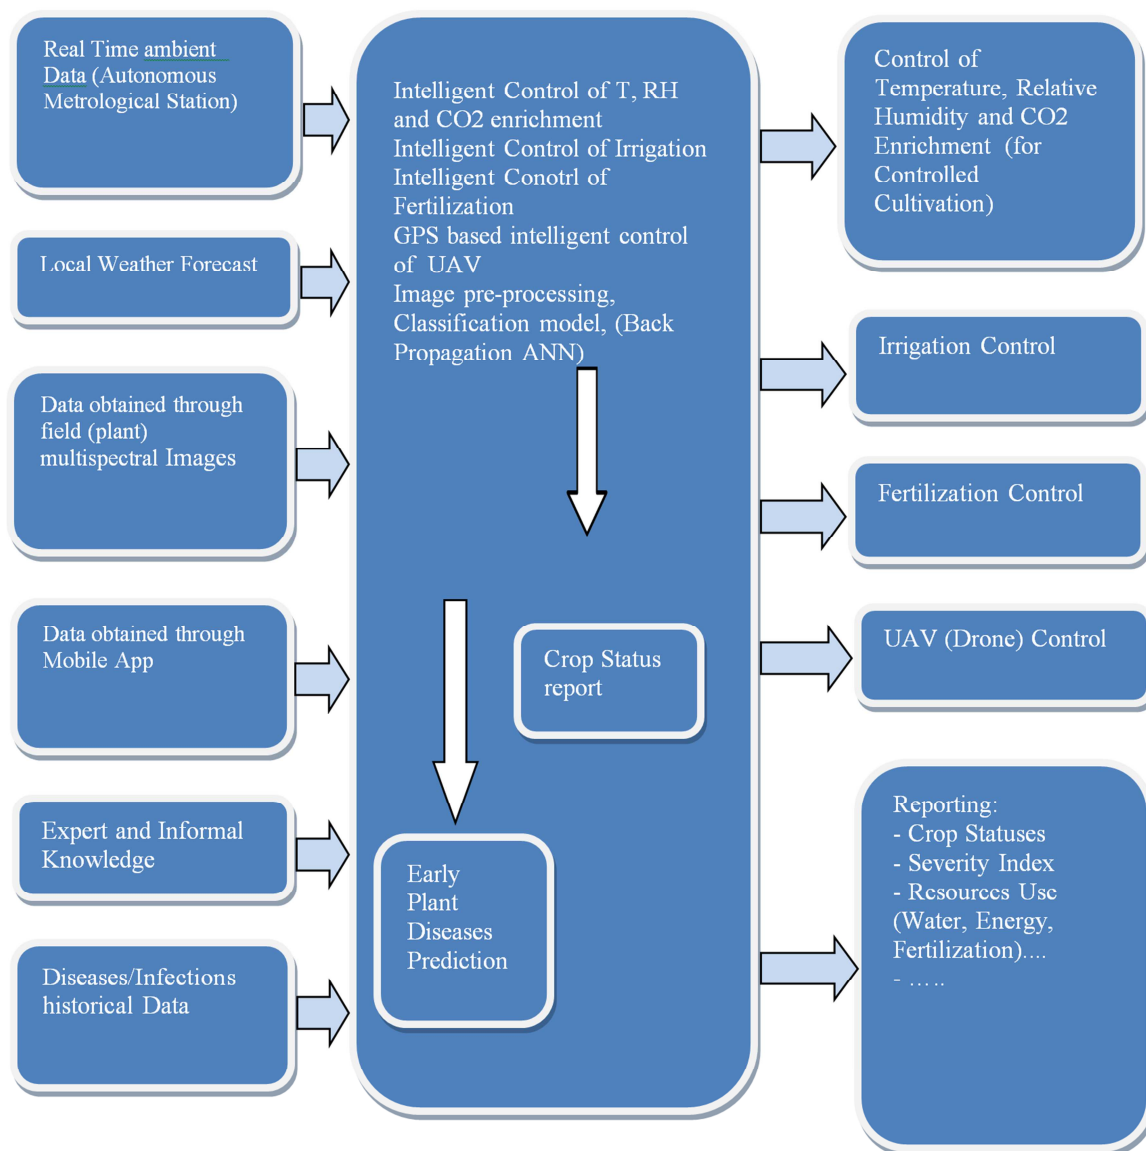 Real Time ambient
Data (Autonomous
Metrological Station)
Local Weather Forecast
Data obtained through
field (plant)
multispectral Images
Data obtained through
Mobile App
Expert and Informal
Knowledge
Diseases/Infections
historical Data
Intelligent Control of T, RH
and CO2 enrichment
Intelligent Control of Irrigation
Intelligent Conotrl of
Fertilization
GPS based intelligent control
of UAV
Image pre-processing,
Classification model, (Back
Propagation ANN)
Crop Status
report
Early
Plant
Diseases
Prediction
Control of
Temperature, Relative
Humidity and CO2
Enrichment (for
Controlled
Cultivation)
Irrigation Control
Fertilization Control
UAV (Drone) Control
Reporting:
- Crop Statuses
- Severity Index
- Resources Use
(Water, Energy,
Fertilization)....
- .....